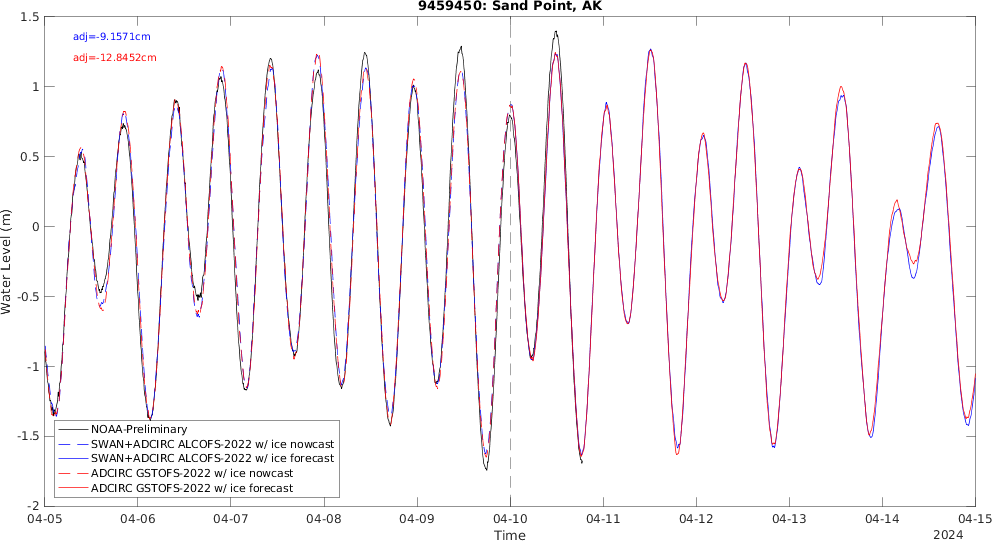 9459450: Sand Point, AK
adj=-9.1571cm
adj=-12.8452cm
1.5
1
0.5
0
-0.5
-1
-1.5
-2
Water Level (m)
NOAA-Preliminary
SWAN+ADCIRC ALCOFS-2022 w/ ice nowcast
SWAN+ADCIRC ALCOFS-2022 w/ ice forecast
ADCIRC GSTOFS-2022 w/ ice nowcast
ADCIRC GSTOFS-2022 w/ ice forecast
04-05 04-06 04-07 04-08 04-09 04-10 04-11 04-12 04-13 04-14 04-15
Time
2024